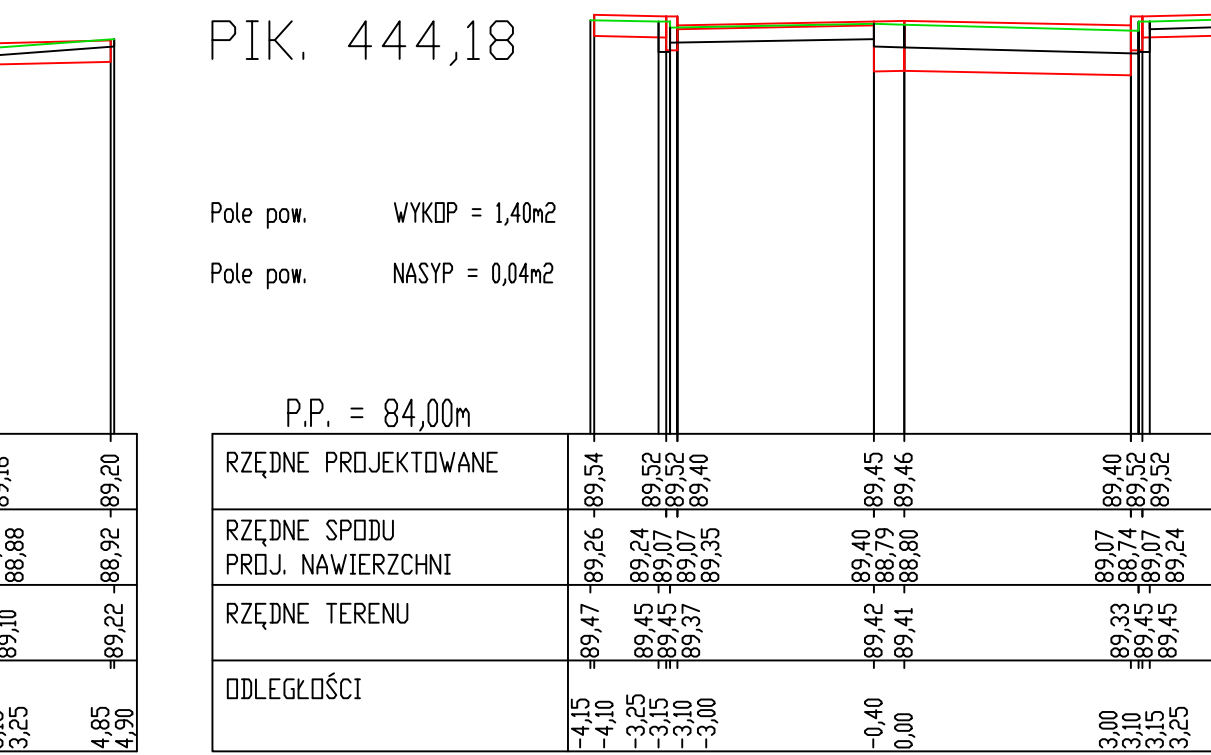 PIK. 444,18
Pole pow. WYKOP = 1,40m2
Pole pow. NASYP = 0,04m2
P.P. = 84,00m
89,20
RZĘDNE PROJEKTOWANE 89,54 89,52 89,52 89,40 89,45 89,46 89,40 89,52 89,52
88,88 88,92
RZĘDNE SPODU
PROJ. NAWIERZCHNI 89,26 89,24 89,07 89,07 89,35 89,40 88,79 88,80 89,07 88,74 89,07 89,24
89,10 89,22
RZĘDNE TERENU 89,47 89,45 89,45 89,37 89,42 89,41 89,33 89,45 89,45
3,25 4,85 4,90
ODLEGŁOŚCI -4,15 -4,10 -3,25 -3,15 -3,10 -3,00 -0,40 0,00 3,00 3,10 3,15 3,25